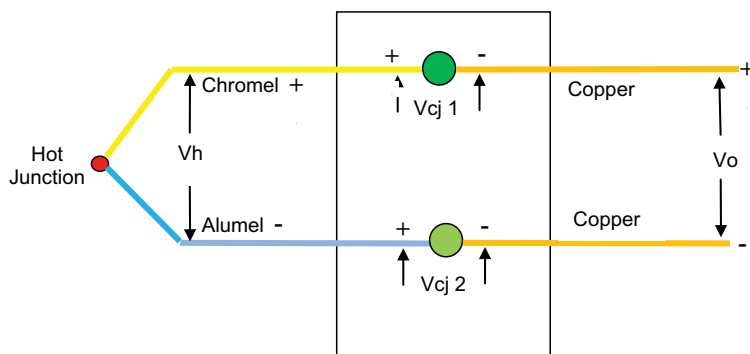 + - +
Chromel +
Copper
Vcj 1
Hot
Junction
Vh
Vo
Alumel -
+ -
Copper
-
Vcj 2